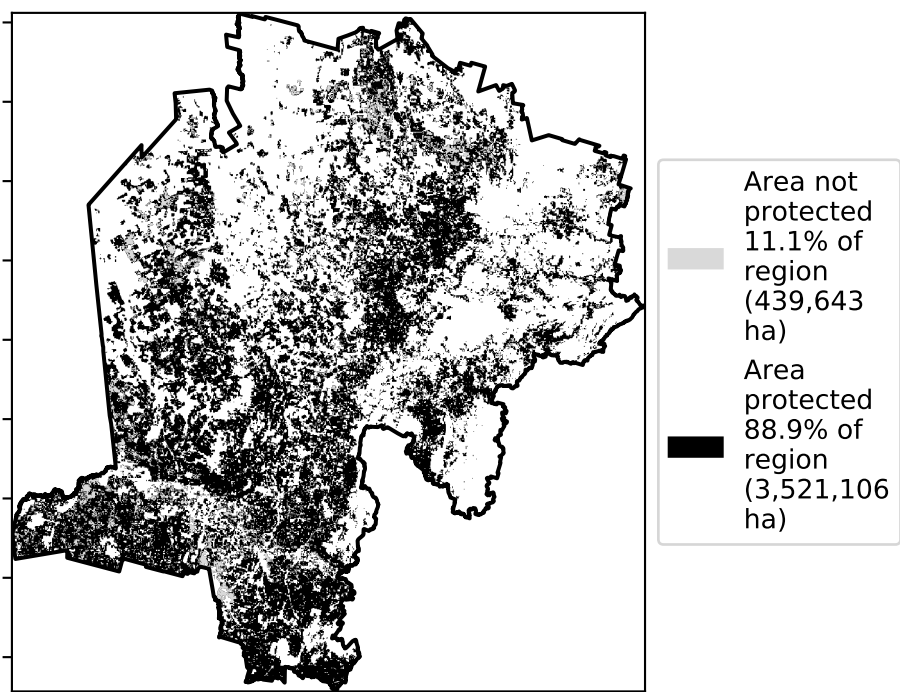 Area not
protected
11.1% of
region
(439,643
ha)
Area
protected
88.9% of
region
(3,521,106
ha)